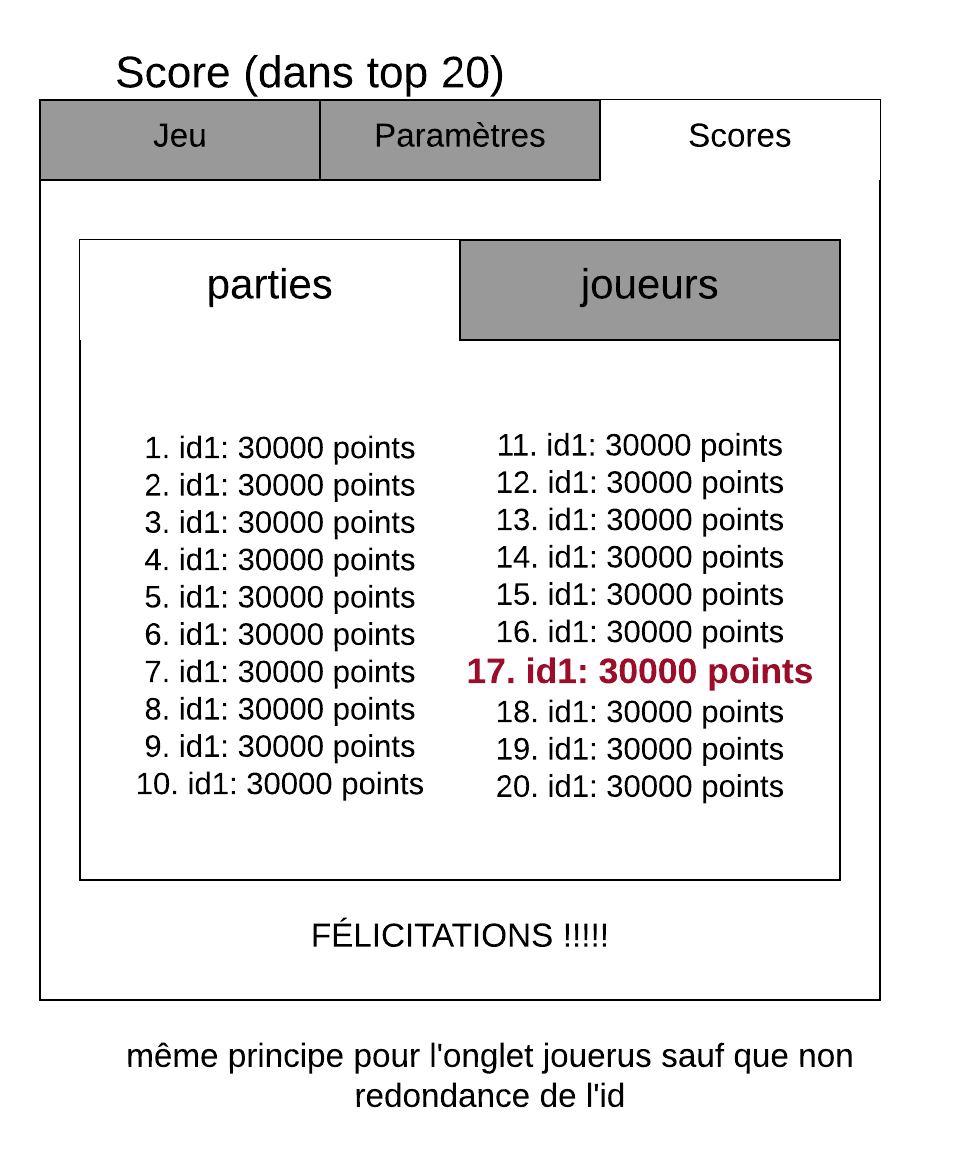 Score (dans top 20)
Jeu
Paramètres
Scores
parties
joueurs
1. id1: 30000 points
2. id1: 30000 points
3. id1: 30000 points
4. id1: 30000 points
5. id1: 30000 points
6. id1: 30000 points
7. id1: 30000 points
8. id1: 30000 points
9. id1: 30000 points
10. id1: 30000 points
11. id1: 30000 points
12. id1: 30000 points
13. id1: 30000 points
14. id1: 30000 points
15. id1: 30000 points
16. id1: 30000 points
17. id1: 30000 points
18. id1: 30000 points
19. id1: 30000 points
20. id1: 30000 points
FÉLICITATIONS !!!!!
même principe pour l'onglet jouerus sauf que non
redondance de l'id